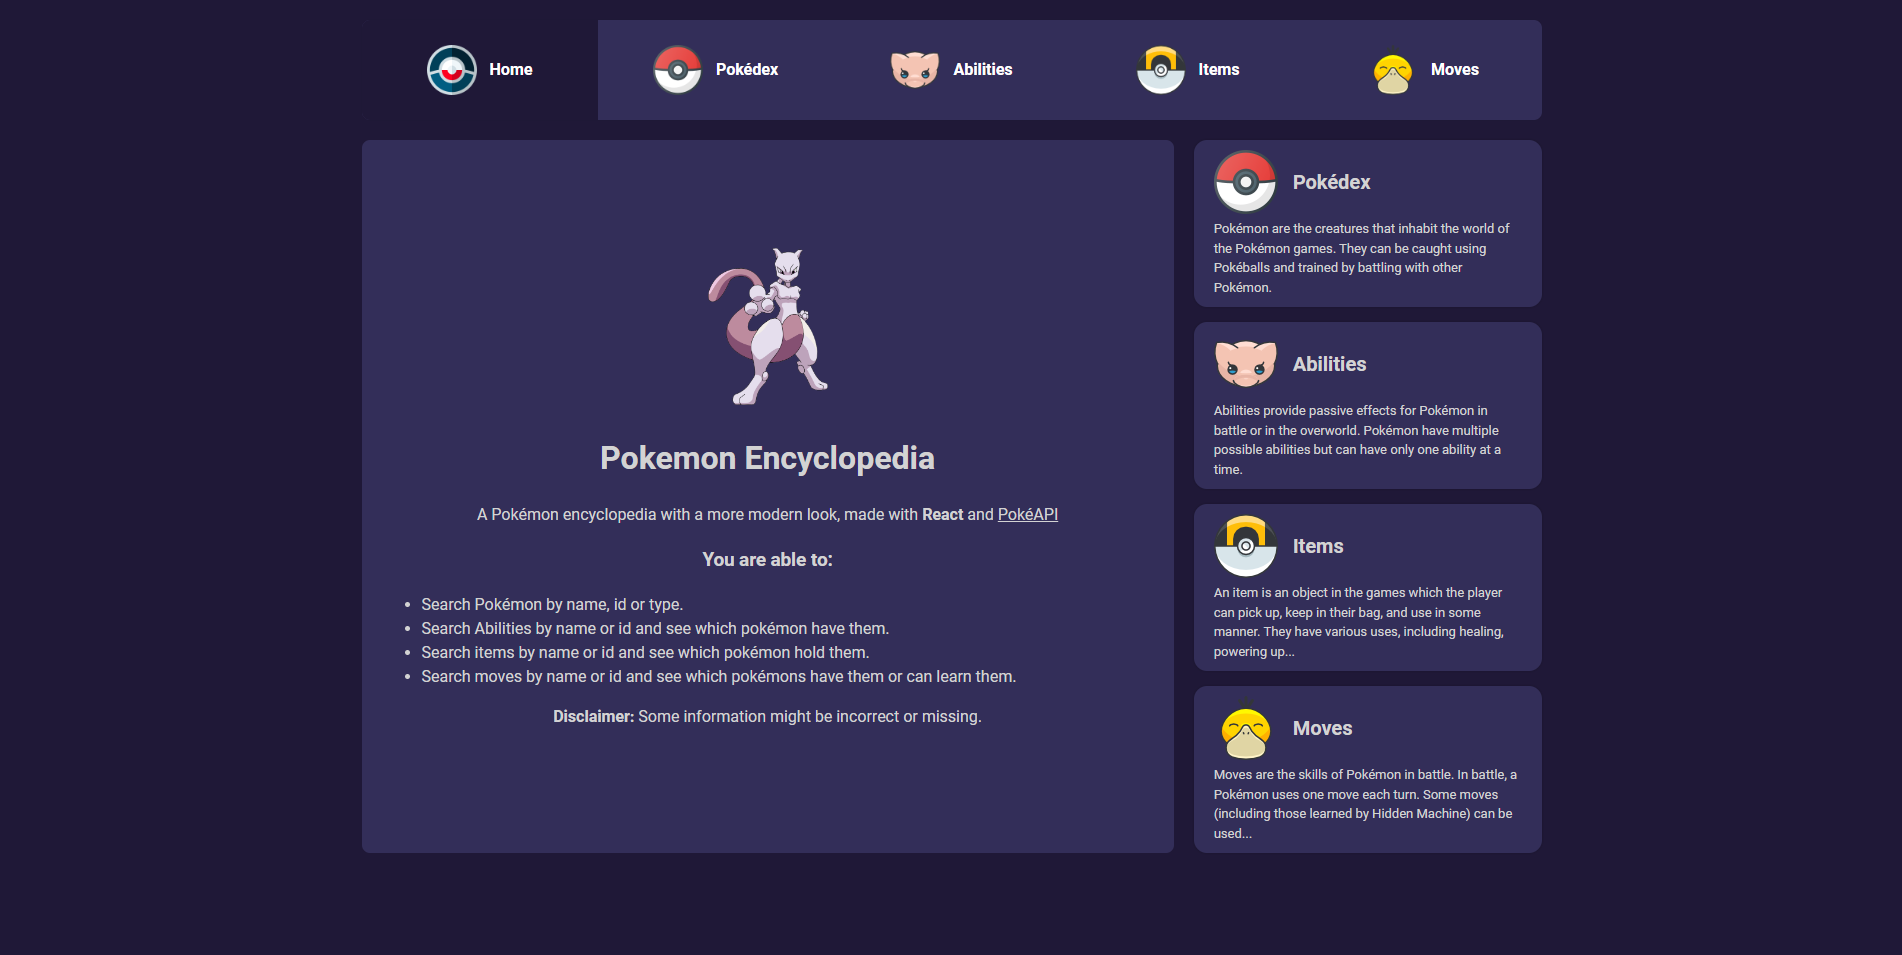 Home
Pokédex
Abilities
Items
Moves
Pokemon Encyclopedia
A Pokémon encyclopedia with a more modern look, made with React and PokéAPI
You are able to:
• Search Pokémon by name, id or type.
• Search Abilities by name or id and see which pokémon have them.
• Search items by name or id and see which pokémon hold them.
• Search moves by name or id and see which pokémons have them or can learn them.
Disclaimer: Some information might be incorrect or missing.
Pokédex
Pokémon are the creatures that inhabit the world of
the Pokémon games. They can be caught using
Pokéballs and trained by battling with other
Pokémon.
Abilities
Abilities provide passive effects for Pokémon in
battle or in the overworld. Pokémon have multiple
possible abilities but can have only one ability at a
time.
Items
An item is an object in the games which the player
can pick up, keep in their bag, and use in some
manner. They have various uses, including healing,
powering up...
Moves
Moves are the skills of Pokémon in battle. In battle, a
Pokémon uses one move each turn. Some moves
(including those learned by Hidden Machine) can be
used...